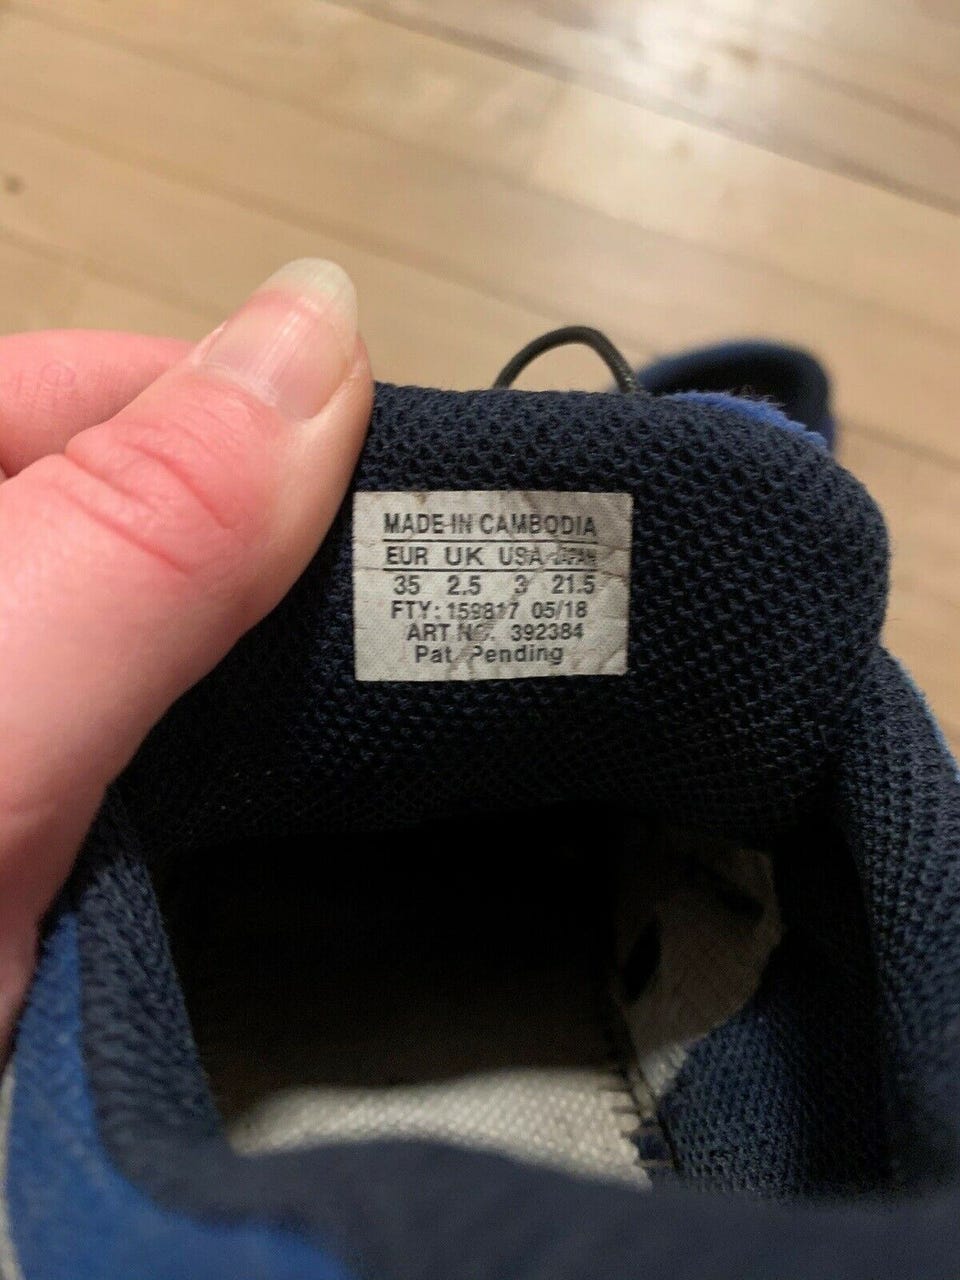 MADE IN CAMBODIA
EUR UK USA JAPAN
35 2.5 3 21.5
FTY: 159817 05/18
ART NO. 392384
Pat Pending